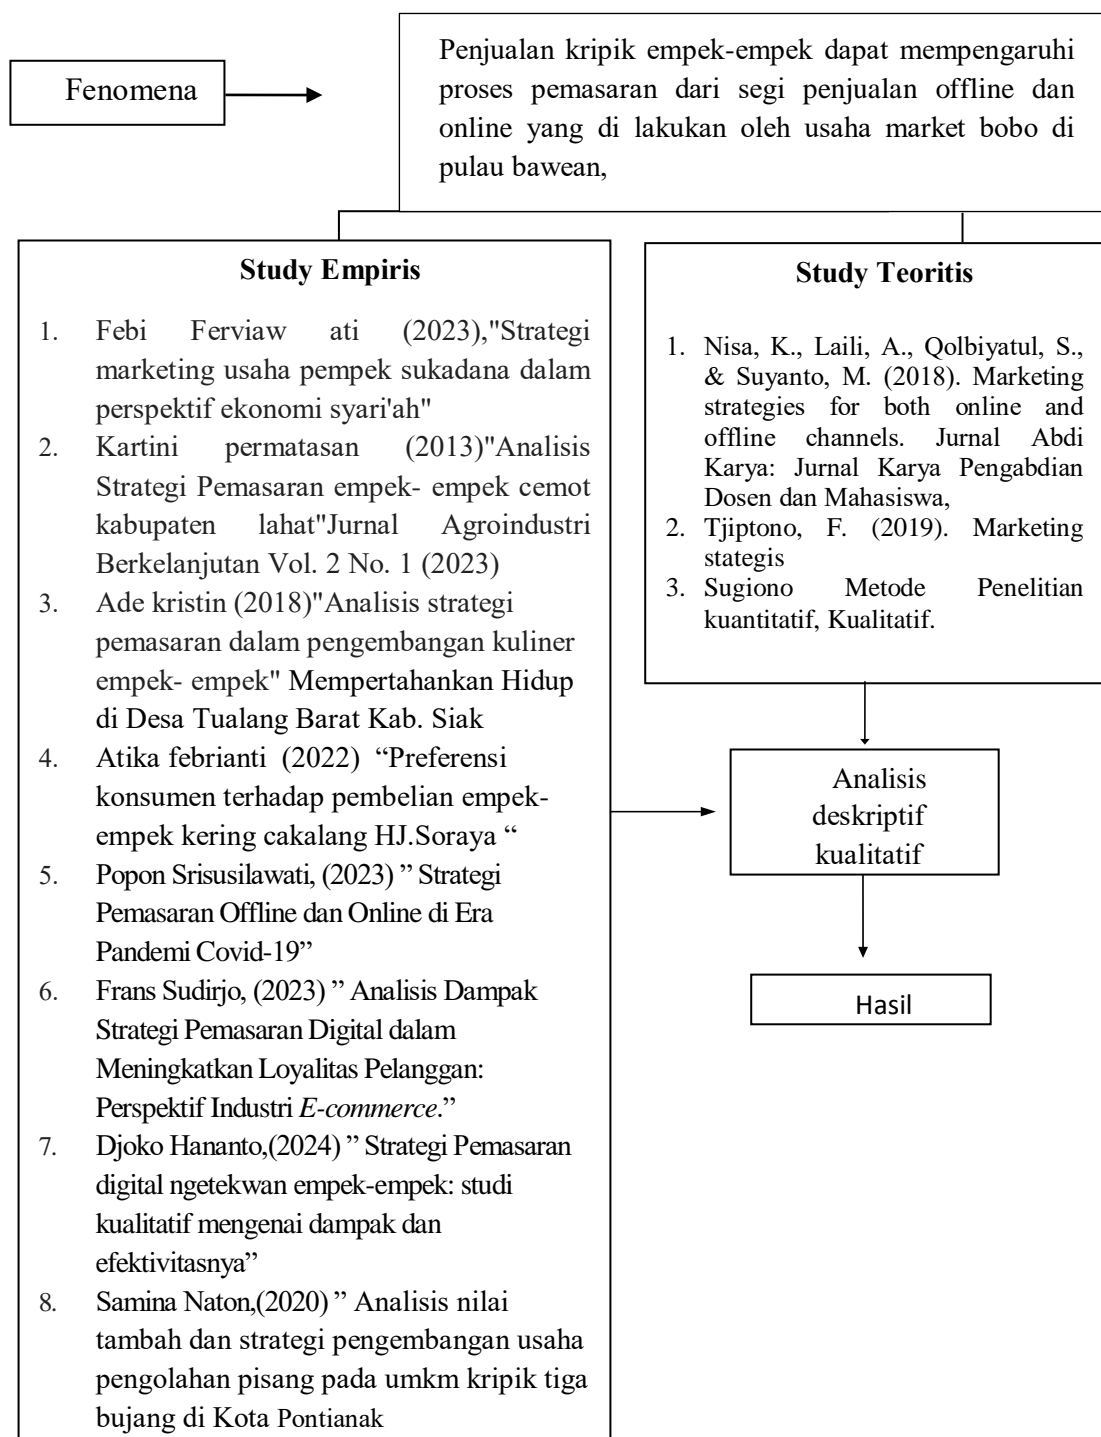 Fenomena
Penjualan kripik empek-empek dapat mempengaruhi
proses pemasaran dari segi penjualan offline dan
online yang di lakukan oleh usaha market bobo di
pulau bawean,
Study Empiris
1. Febi Ferviaw ati (2023),"Strategi
marketing usaha pempek sukadana dalam
perspektif ekonomi syari'ah"
2. Kartini permatasan (2013)"Analisis
Strategi Pemasaran empek- empek cemot
kabupaten lahat"Jurnal Agroindustri
Berkelanjutan Vol. 2 No. 1 (2023)
3. Ade kristin (2018)"Analisis strategi
pemasaran dalam pengembangan kuliner
empek- empek" Mempertahankan Hidup
di Desa Tualang Barat Kab. Siak
4. Atika febrianti (2022) “Preferensi
konsumen terhadap pembelian empek-
empek kering cakalang HJ.Soraya “
5. Popon Srisusilawati, (2023) ” Strategi
Pemasaran Offline dan Online di Era
Pandemi Covid-19”
6. Frans Sudirjo, (2023) ” Analisis Dampak
Strategi Pemasaran Digital dalam
Meningkatkan Loyalitas Pelanggan:
Perspektif Industri E-commerce.”
7. Djoko Hananto,(2024) ” Strategi Pemasaran
digital ngetekwan empek-empek: studi
kualitatif mengenai dampak dan
efektivitasnya”
8. Samina Naton,(2020) ” Analisis nilai
tambah dan strategi pengembangan usaha
pengolahan pisang pada umkm kripik tiga
bujang di Kota Pontianak
Study Teoritis
1. Nisa, K., Laili, A., Qolbiyatul, S.,
& Suyanto, M. (2018). Marketing
strategies for both online and
offline channels. Jurnal Abdi
Karya: Jurnal Karya Pengabdian
Dosen dan Mahasiswa,
2. Tjiptono, F. (2019). Marketing
stategis
3. Sugiono Metode Penelitian
kuantitatif, Kualitatif.
Analisis
deskriptif
kualitatif
Hasil